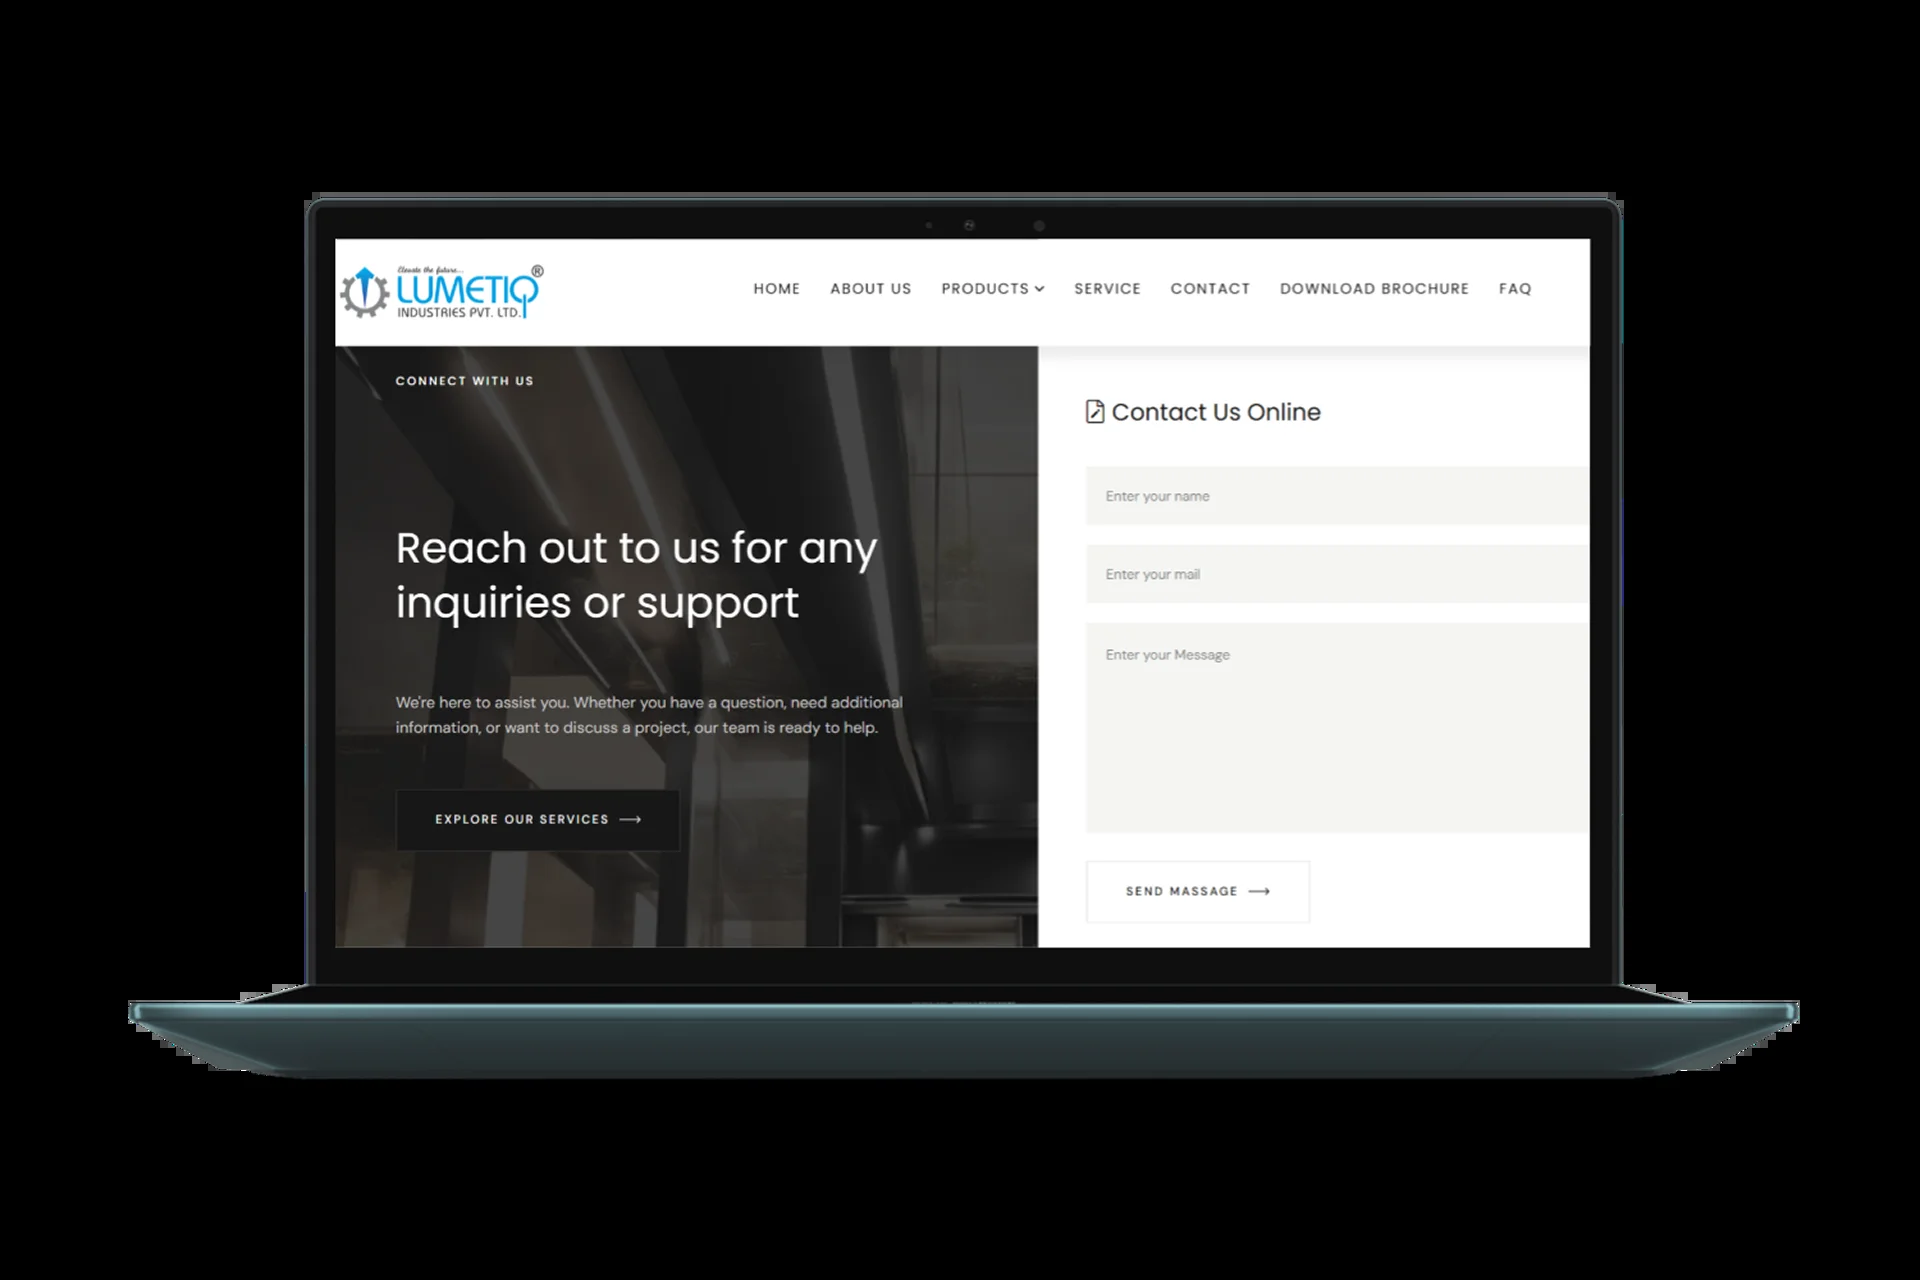 Elevate the future...
LUMETIQ®
INDUSTRIES PVT. LTD.
HOME ABOUT US PRODUCTS SERVICE CONTACT DOWNLOAD BROCHURE FAQ
CONNECT WITH US
Reach out to us for any
inquiries or support
We're here to assist you. Whether you have a question, need additional
information, or want to discuss a project, our team is ready to help.
EXPLORE OUR SERVICES
Contact Us Online
Enter your name
Enter your mail
Enter your Message
SEND MASSAGE